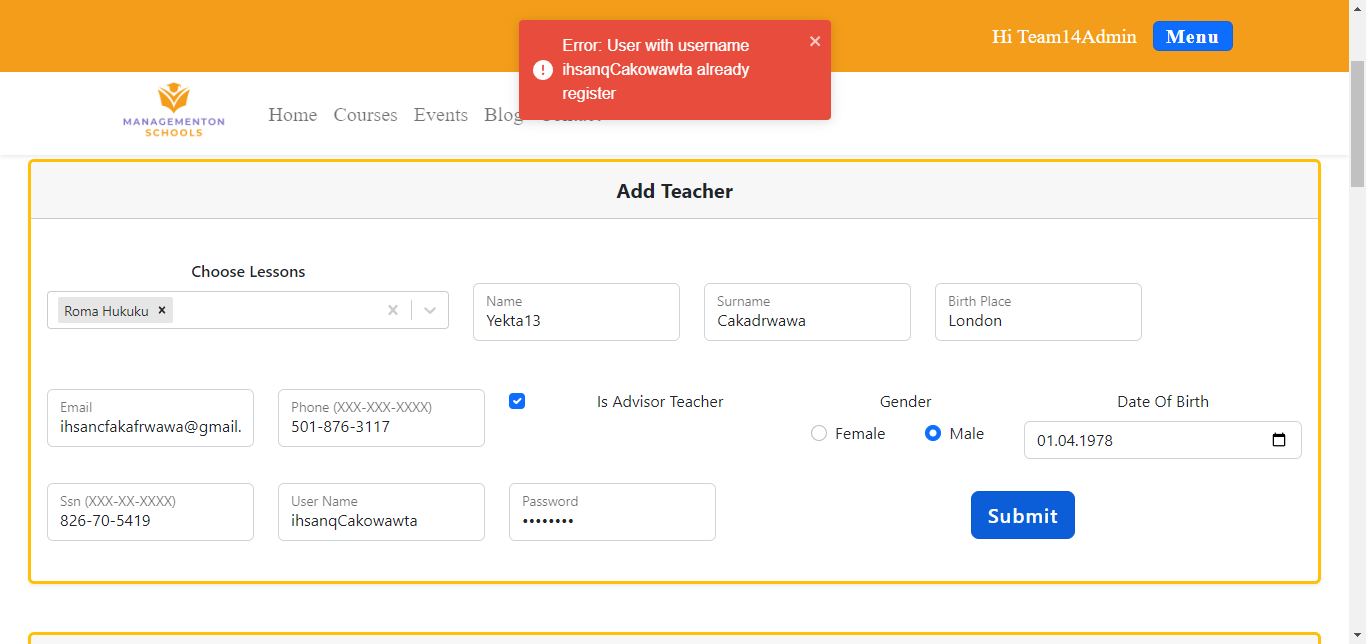 Hi Team14Admin
Menu
Error: User with username
ihsanqCakowawta already
register
MANAGEMENTON
SCHOOLS
Home
Courses
Events
Blog
Add Teacher
Choose Lessons
Roma Hukuku
Name
Yekta13
Surname
Cakadrwawa
Birth Place
London
Email
ihsancfakafrwawa@gmail.
Phone (XXX-XXX-XXXX)
501-876-3117
Is Advisor Teacher
Gender
Female
Male
Date Of Birth
01.04.1978
Ssn (XXX-XX-XXXX)
826-70-5419
User Name
ihsanqCakowawta
Password
••••••••
Submit